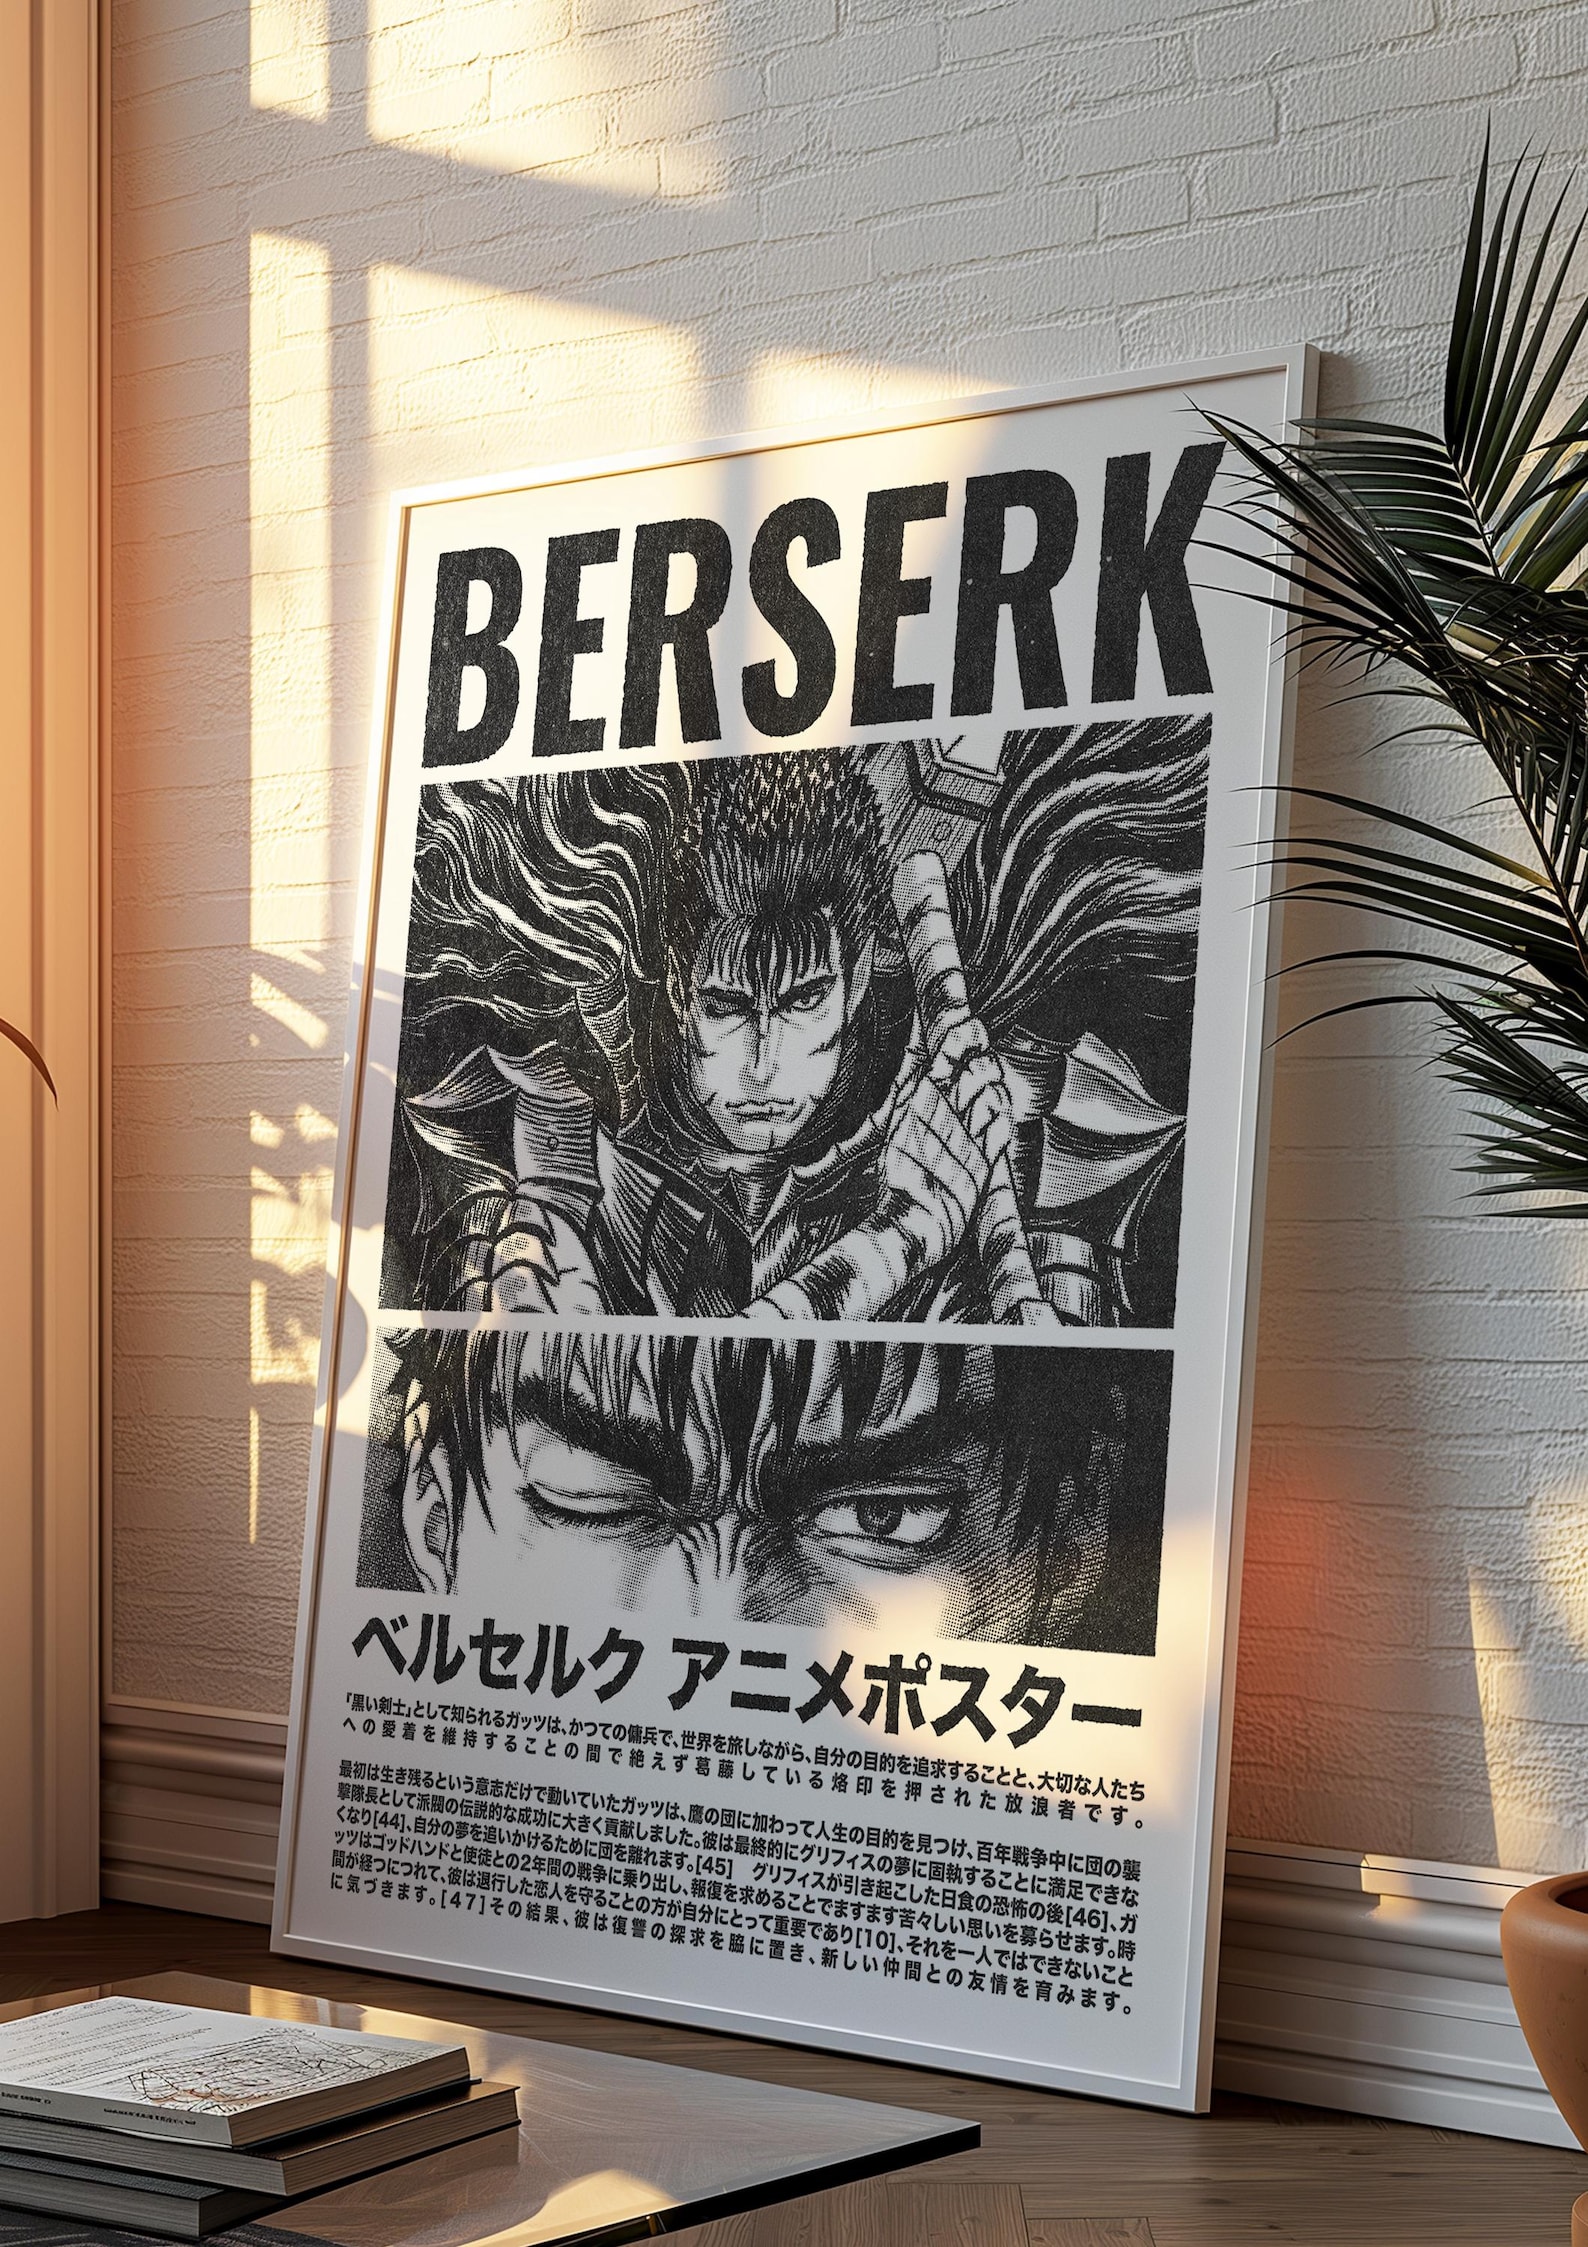 BERSERK
ベルセルク アニメポスター
「黒い剣士」として知られるガッツは、かつての傭兵で、世界を旅しながら、自分の目的を追求することと、大切な人たち
への愛着を維持することの間で絶えず葛藤している烙印を押された放浪者です。
最初は生き残るという意志だけで動いていたガッツは、鷹の団に加わって人生の目的を見つけ、百年戦争中に団の襲
撃隊長として派閥の伝説的な成功に大きく貢献しました。彼は最終的にグリフィスの夢に固執することに満足できな
くなり[44]、自分の夢を追いかけるために団を離れます。[45] グリフィスが引き起こした日食の恐怖の後[46]、ガ
ッツはゴッドハンドと使徒との2年間の戦争に乗り出し、報復を求めることでますます苦々しい思いを募らせます。時
間が経つにつれて、彼は退行した恋人を守ることの方が自分にとって重要であり[10]、それを一人ではできないこと
に気づきます。[47]その結果、彼は復讐の探求を脇に置き、新しい仲間との友情を育みます。